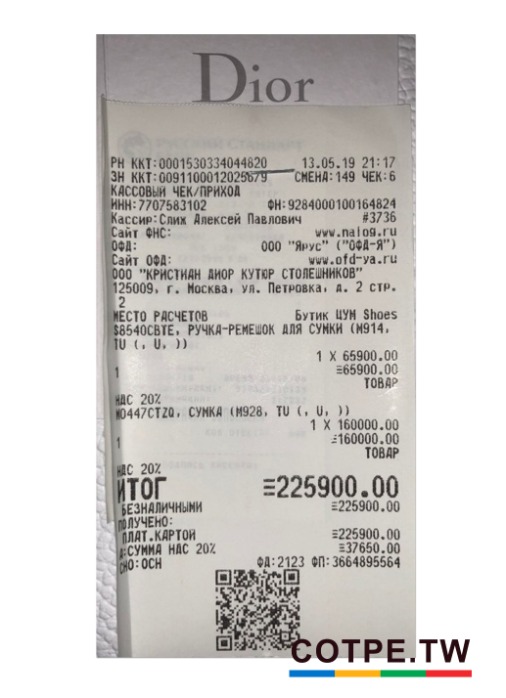 Dior
РУССКИЙ СТАНДАРТ
РН ККТ:0001530334044820 13.05.19 21:17
ЗН ККТ:0091100012025679 СМЕНА:149 ЧЕК:6
КАССОВЫЙ ЧЕК/ПРИХОД
ИНН:7707583102 ФН:9284000100164824
Кассир:Слиж Алексей Павлович #3736
Сайт ФНС: www.nalog.ru
ОФД: ООО "Ярус" ("ОФД-Я")
Сайт ОФД: www.ofd-ya.ru
ООО "КРИСТИАН ДИОР КУТЮР СТОЛЕШНИКОВ"
125009, г. Москва, ул. Петровка, д. 2 стр.
2
МЕСТО РАСЧЕТОВ Бутик ЦУМ Shoes
S8540CBTE, РУЧКА-РЕМЕШОК ДЛЯ СУМКИ (M914,
TU (, U, ))
1 X 65900.00
1 ≡65900.00
ТОВАР
НДС 20%
M0447CTZQ, СУМКА (M928, TU (, U, ))
1 X 160000.00
1 ≡160000.00
ТОВАР
НДС 20%
ИТОГ ≡225900.00
БЕЗНАЛИЧНЫМИ ≡225900.00
ПОЛУЧЕНО:
ПЛАТ.КАРТОЙ ≡225900.00
Д:СУММА НДС 20% ≡37650.00
СНО:ОСН ФД:2123 ФП:3664895564
COTPE.TW